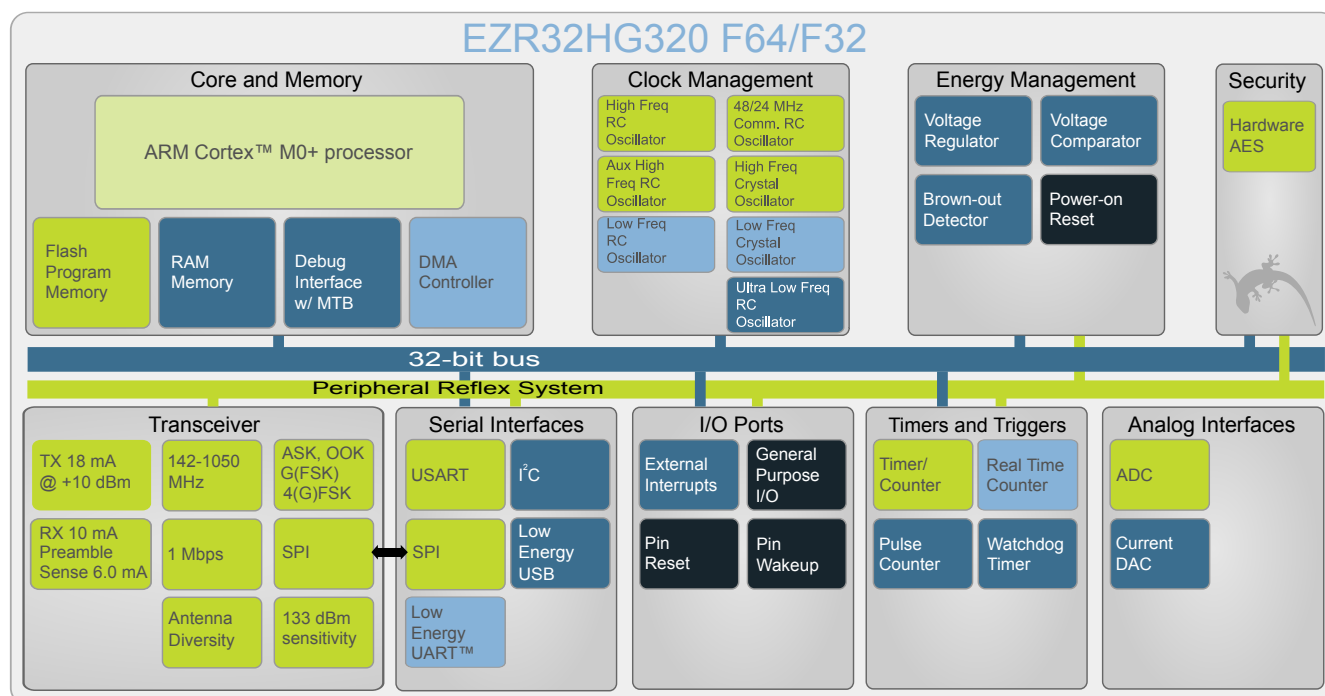 EZR32HG320 F64/F32
Core and Memory
ARM Cortex™ M0+ processor
Flash
Program
Memory
RAM
Memory
Debug
Interface
w/ MTB
DMA
Controller
Clock Management
High Freq
RC
Oscillator
48/24 MHz
Comm. RC
Oscillator
Aux High
Freq RC
Oscillator
High Freq
Crystal
Oscillator
Low Freq
RC
Oscillator
Low Freq
Crystal
Oscillator
Ultra Low Freq
RC
Oscillator
Energy Management
Voltage
Regulator
Voltage
Comparator
Brown-out
Detector
Power-on
Reset
Security
Hardware
AES
32-bit bus
Peripheral Reflex System
Transceiver
TX 18 mA
@ +10 dBm
142-1050
MHz
ASK, OOK
G(FSK)
4(G)FSK
RX 10 mA
Preamble
Sense 6.0 mA
1 Mbps
SPI
Antenna
Diversity
133 dBm
sensitivity
Serial Interfaces
USART
I²C
SPI
Low
Energy
USB
Low
Energy
UART™
I/O Ports
External
Interrupts
General
Purpose
I/O
Pin
Reset
Pin
Wakeup
Timers and Triggers
Timer/
Counter
Real Time
Counter
Pulse
Counter
Watchdog
Timer
Analog Interfaces
ADC
Current
DAC